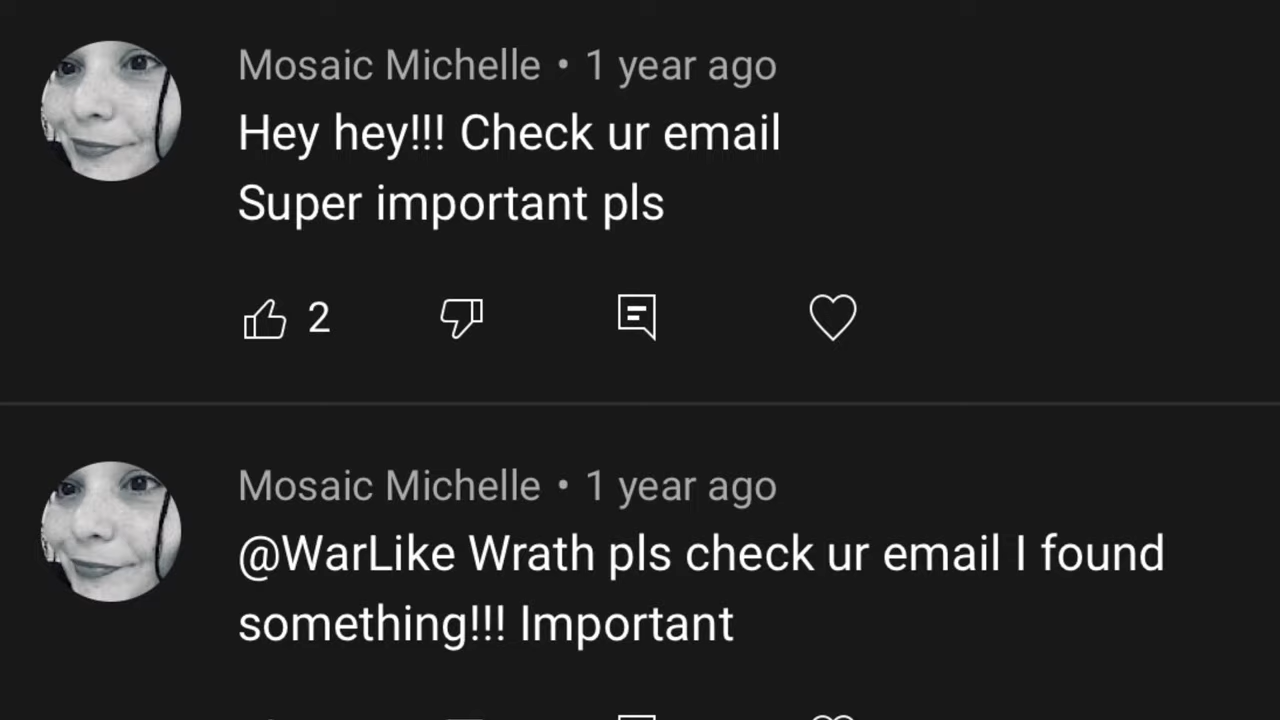 Mosaic Michelle • 1 year ago
Hey hey!!! Check ur email
Super important pls
2
Mosaic Michelle • 1 year ago
@WarLike Wrath pls check ur email I found
something!!! Important